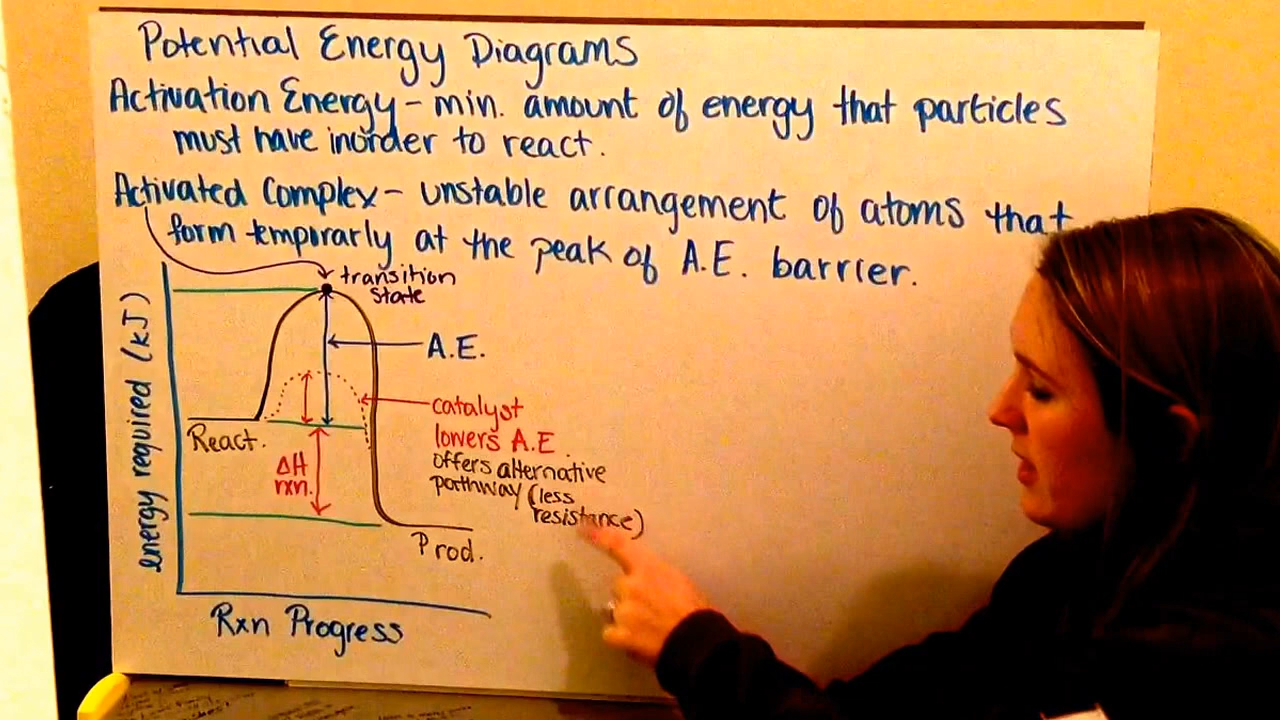 Potential Energy Diagrams
Activation Energy - min. amount of energy that particles
must have inorder to react.
Activated Complex - unstable arrangement of atoms that
form temporarly at the peak of A.E. barrier.
transition
state
A.E.
energy required (kJ)
React.
catalyst
lowers A.E.
offers alternative
pathway (less
resistance)
ΔH
rxn.
Prod.
Rxn Progress